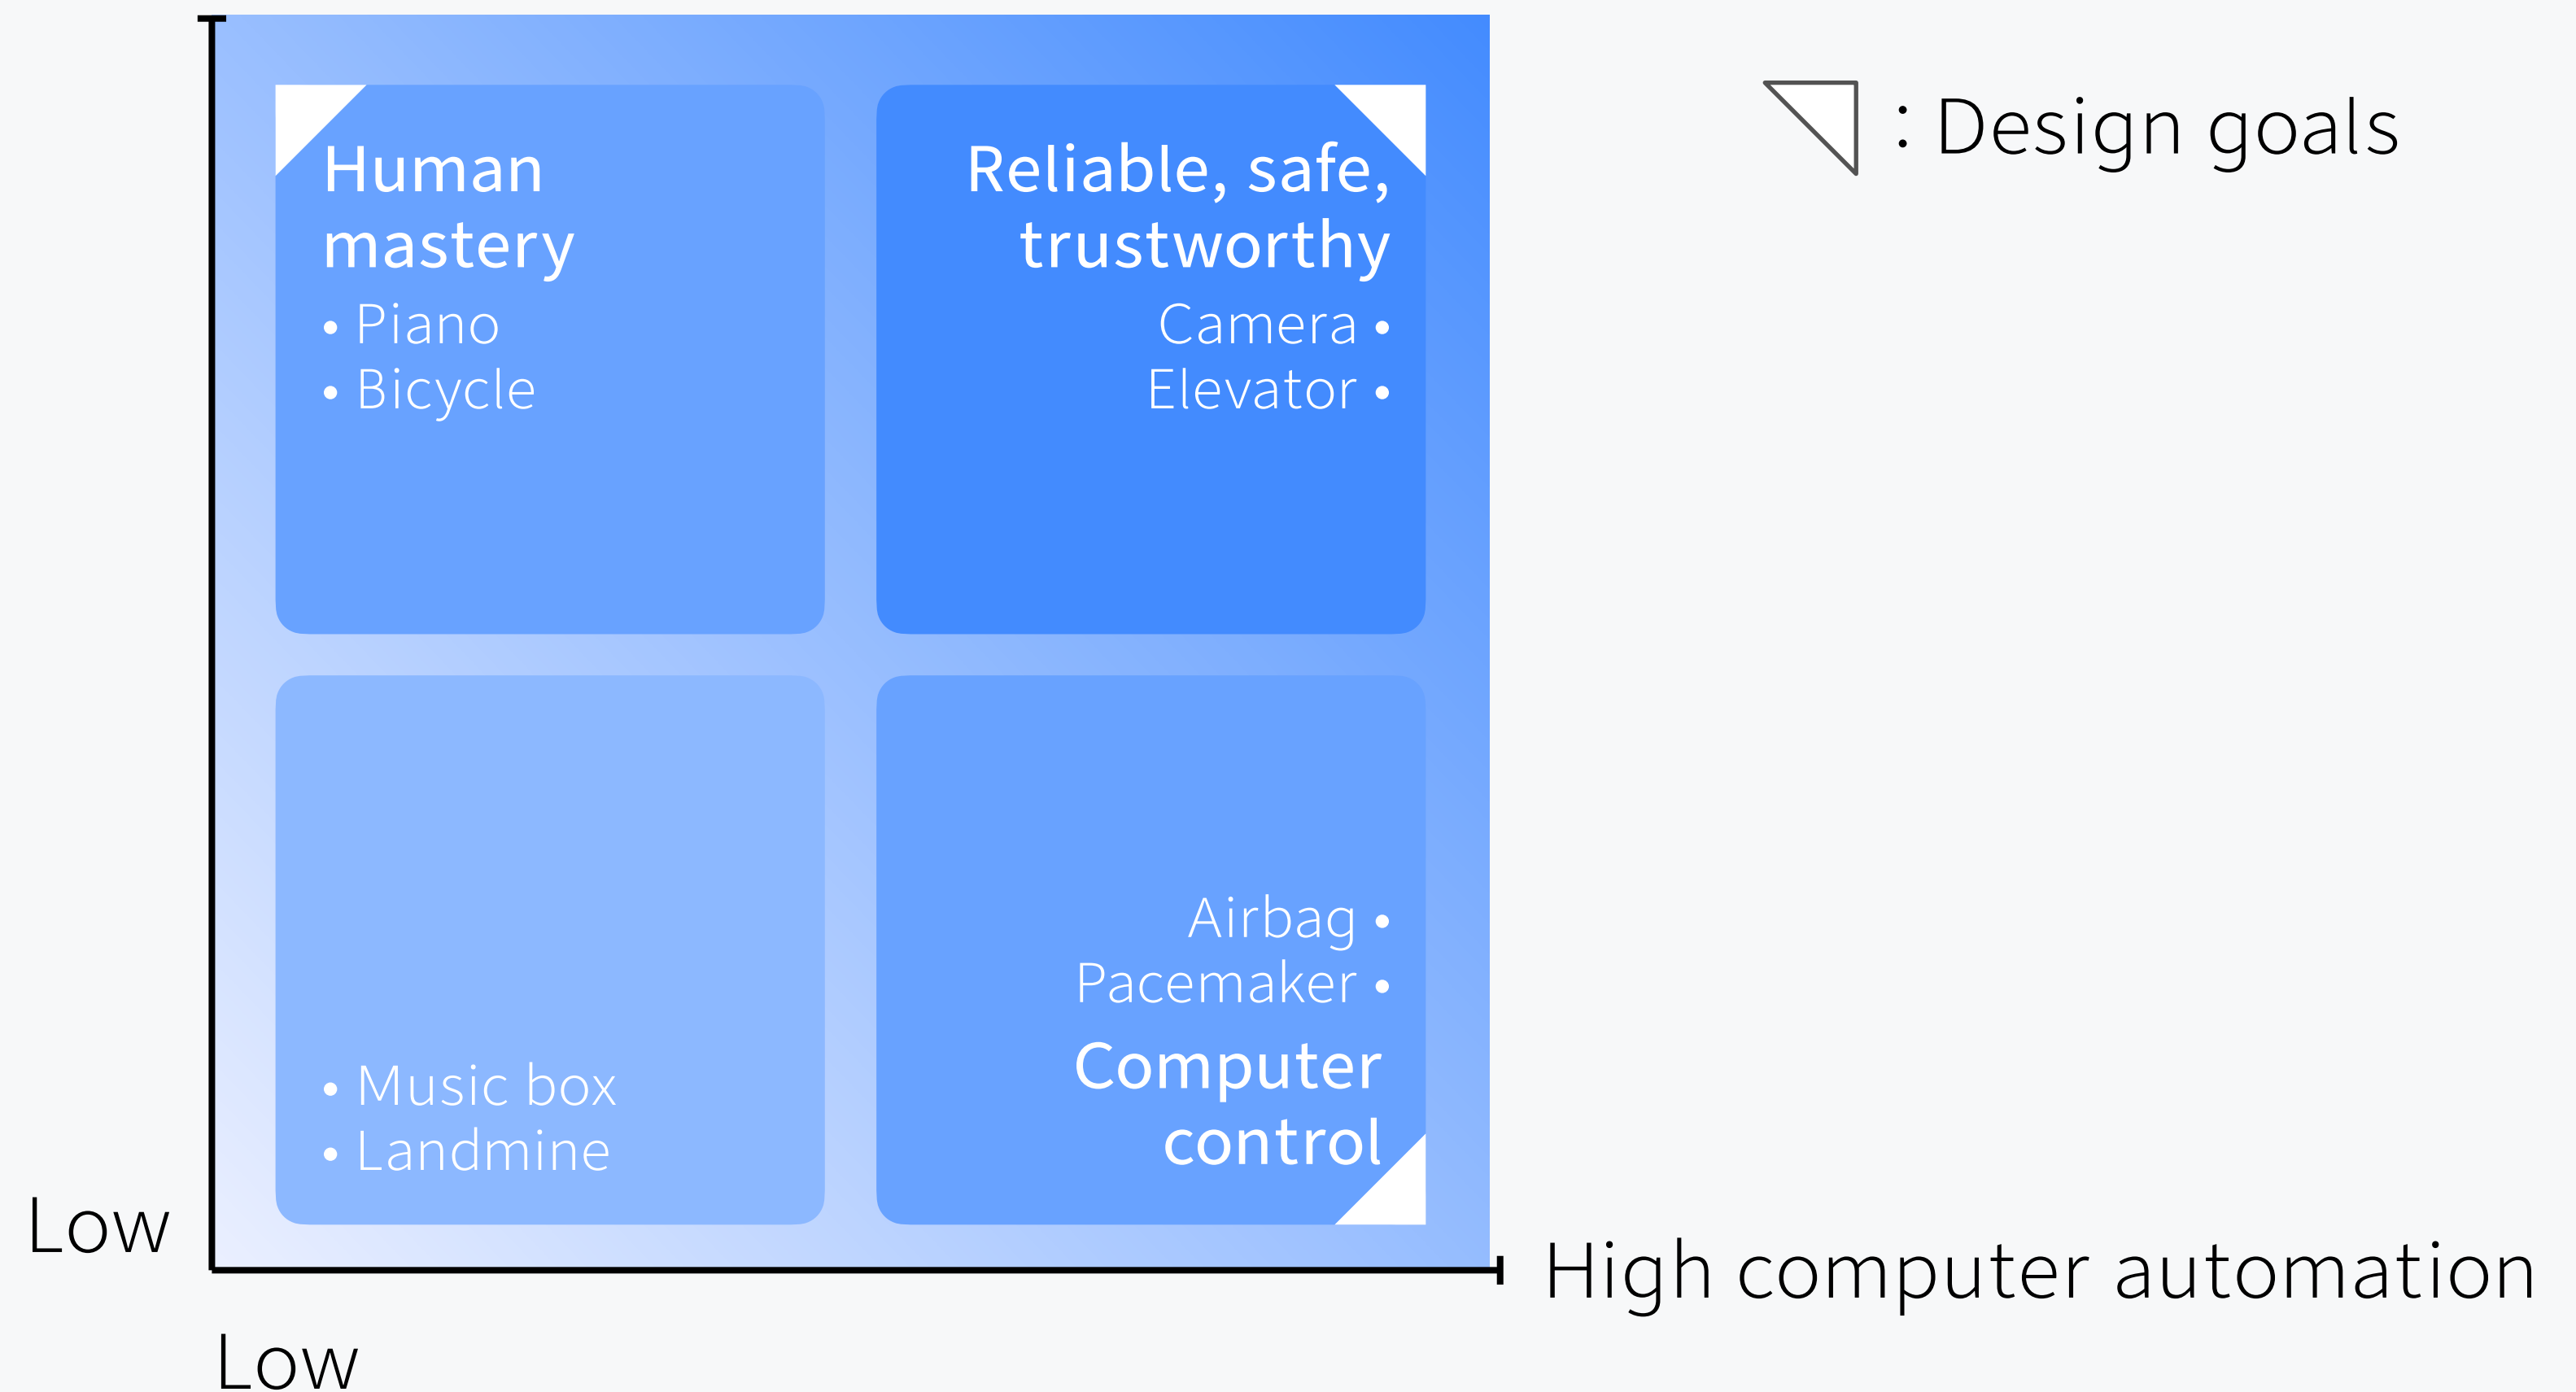 Human
mastery
• Piano
• Bicycle
Reliable, safe,
trustworthy
Camera •
Elevator •
: Design goals
• Music box
• Landmine
Airbag •
Pacemaker •
Computer
control
Low
High computer automation
Low